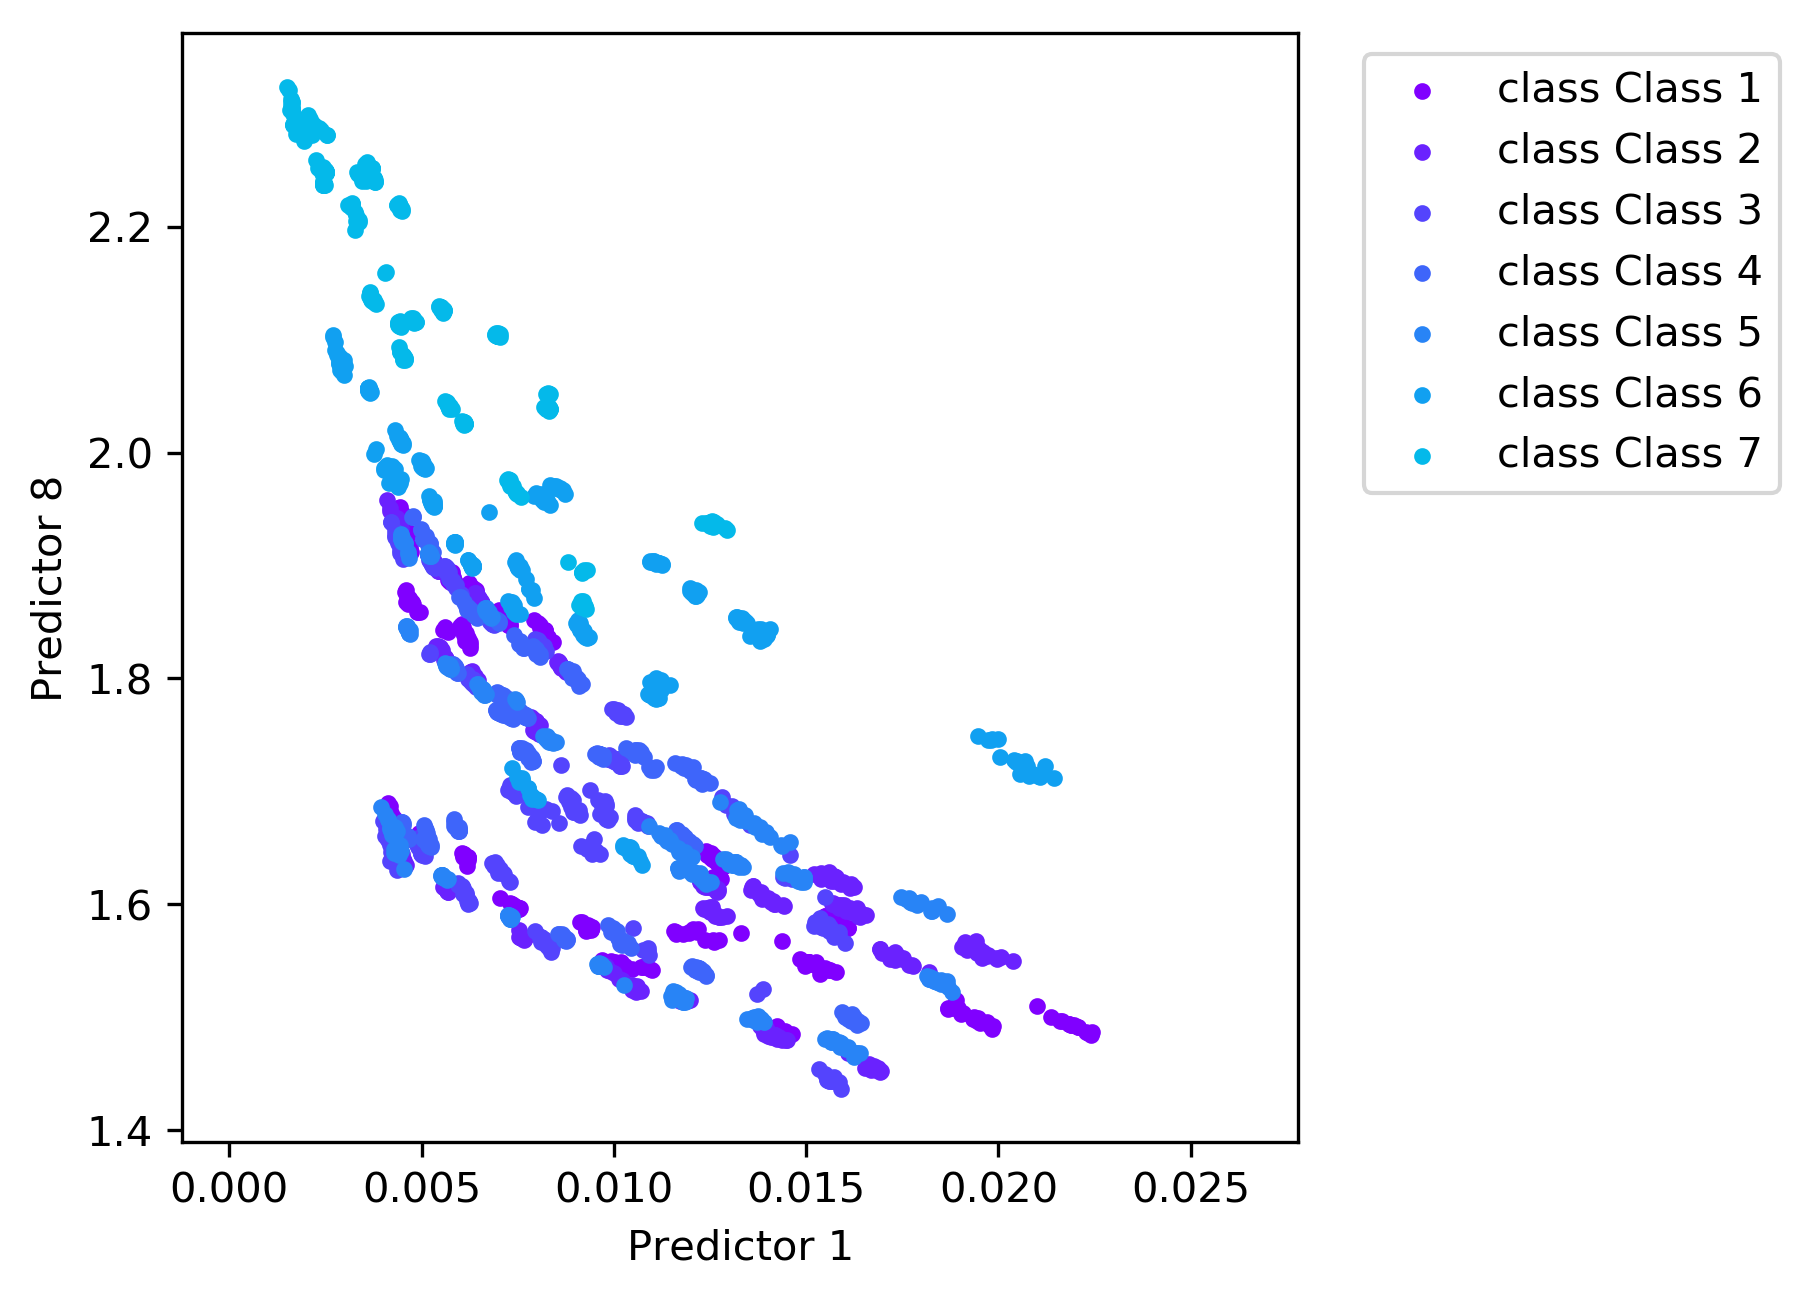 class Class 1
class Class 2
class Class 3
class Class 4
class Class 5
class Class 6
class Class 7
2.2
2.0
1.8
1.6
1.4
Predictor 8
0.000 0.005 0.010 0.015 0.020 0.025
Predictor 1